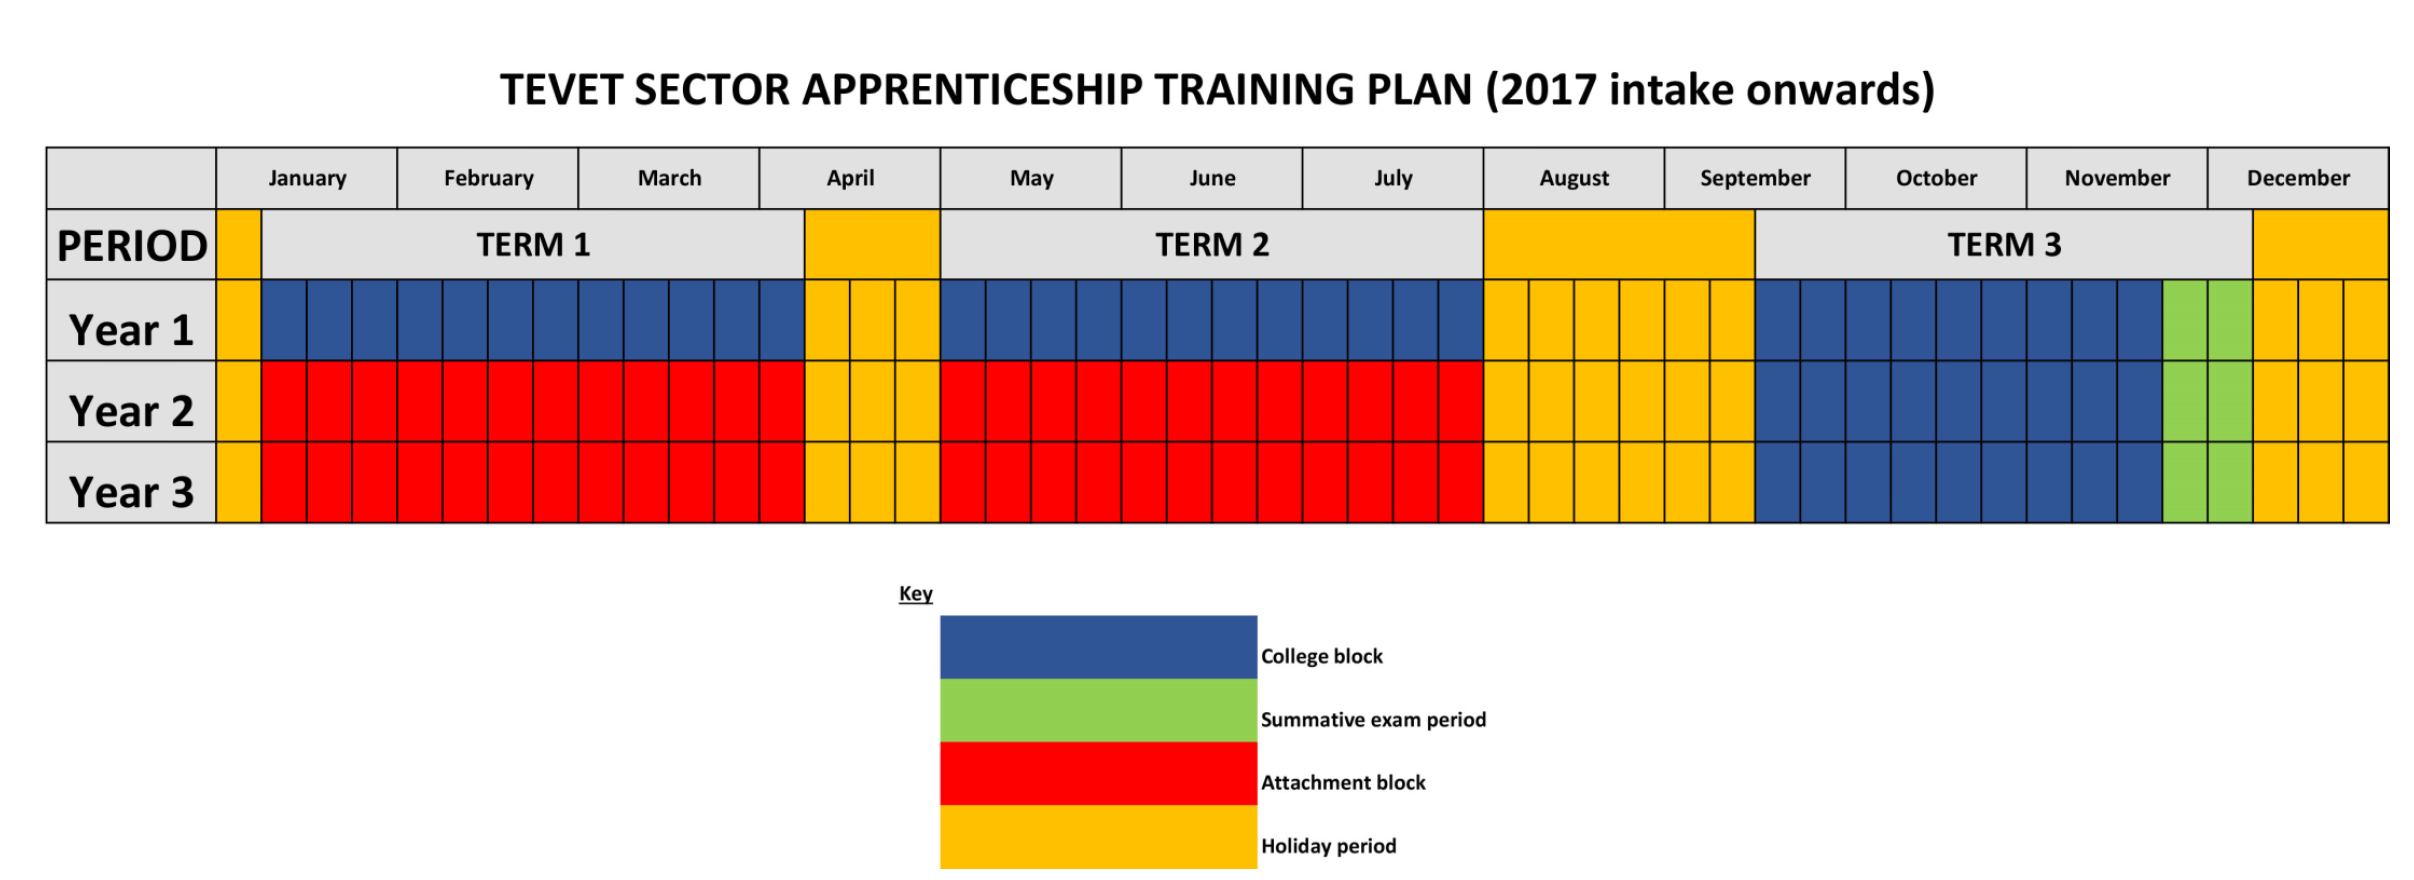 TEVET SECTOR APPRENTICESHIP TRAINING PLAN (2017 intake onwards)
January February March April May June July August September October November December
PERIOD TERM 1 TERM 2 TERM 3
Year 1
Year 2
Year 3
Key
College block
Summative exam period
Attachment block
Holiday period